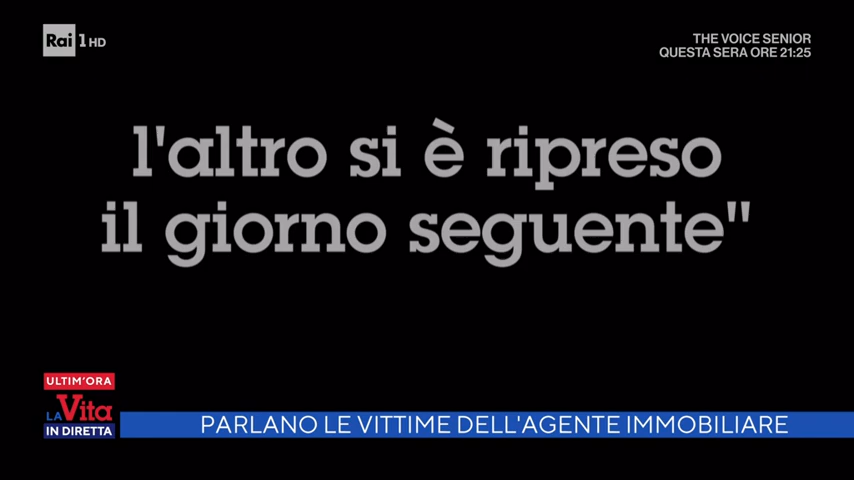 Rai 1 HD
THE VOICE SENIOR
QUESTA SERA ORE 21:25
l'altro si è ripreso
il giorno seguente"
ULTIM'ORA
LA Vita
IN DIRETTA
PARLANO LE VITTIME DELL'AGENTE IMMOBILIARE